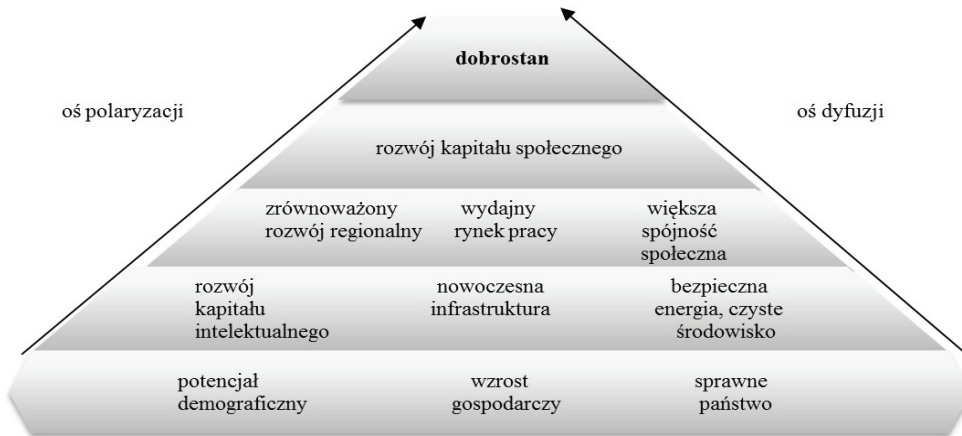 dobrostan
oś polaryzacji
oś dyfuzji
rozwój kapitału społecznego
zrównoważony
rozwój regionalny
wydajny
rynek pracy
większa
spójność
społeczna
rozwój
kapitału
intelektualnego
nowoczesna
infrastruktura
bezpieczna
energia, czyste
środowisko
potencjał
demograficzny
wzrost
gospodarczy
sprawne
państwo